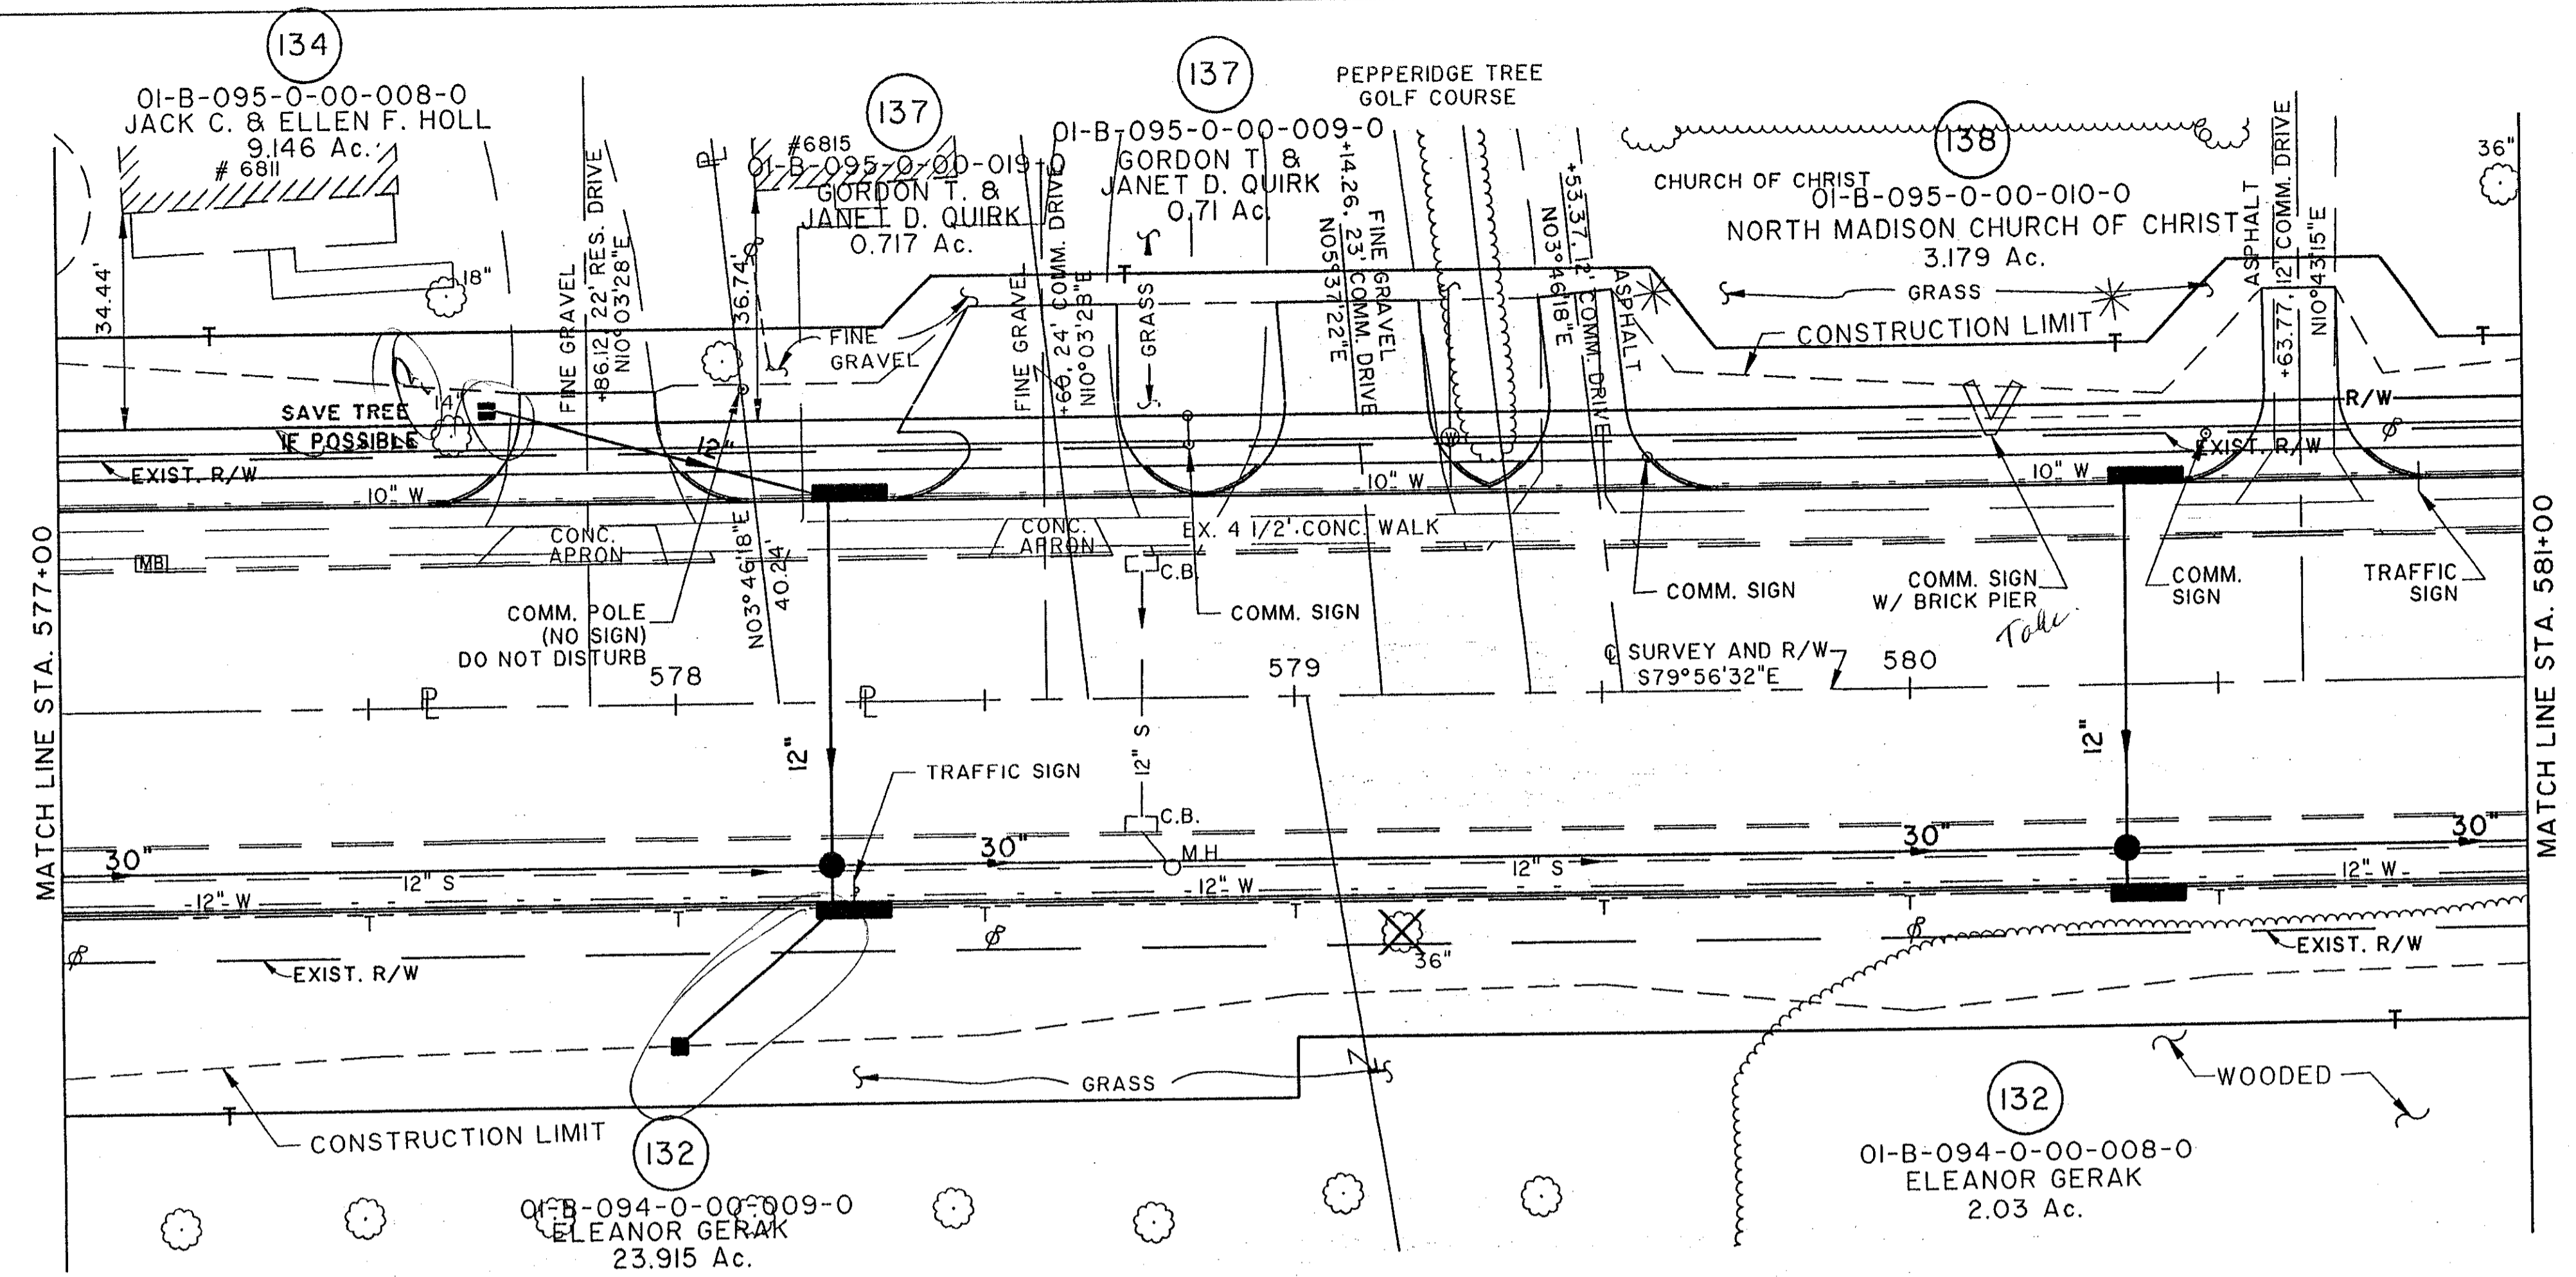 134
01-B-095-0-00-008-0
JACK C. & ELLEN F. HOLL
9.146 Ac.
# 6811
34.44'
18"
FINE GRAVEL
+86.12, 22' RES. DRIVE
N10°03'28"E
137
#6815
01-B-095-0-00-019-0
GORDON T. &
JANET D. QUIRK
0.717 Ac.
36.74'
137
01-B-095-0-00-009-0
GORDON T. &
JANET D. QUIRK
0.71 Ac.
PEPPERIDGE TREE
GOLF COURSE
FINE GRAVEL
+60, 24' COMM. DRIVE
N10°03'28"E
GRASS
T
+14.26, 23' COMM. DRIVE
N05°37'22"E
FINE GRAVEL
+53.37, 12' COMM. DRIVE
N03°46'18"E
ASPHALT
138
CHURCH OF CHRIST
01-B-095-0-00-010-0
NORTH MADISON CHURCH OF CHRIST
3.179 Ac.
GRASS
CONSTRUCTION LIMIT
ASPHALT
+63.77, 12' COMM. DRIVE
N10°43'15"E
36"
T
T
T
FINE
GRAVEL
SAVE TREE
IF POSSIBLE
14"
12"
R/W
EXIST. R/W
EXIST. R/W
10" W
10" W
10" W
W
MB
CONC.
APRON
CONC.
APRON
EX. 4 1/2' CONC. WALK
C.B.
N03°46'18"E
40.24'
COMM. POLE
(NO SIGN)
DO NOT DISTURB
COMM. SIGN
COMM. SIGN
COMM. SIGN
W/ BRICK PIER
Take
COMM.
SIGN
TRAFFIC
SIGN
578
579
℄ SURVEY AND R/W
S79°56'32"E
580
MATCH LINE STA. 577+00
MATCH LINE STA. 581+00
12"
TRAFFIC SIGN
12" S
C.B.
M.H.
12"
30"
30"
30"
30"
12" S
12" S
12" W
12" W
12" W
T
T
T
T
T
T
T
36"
EXIST. R/W
EXIST. R/W
GRASS
WOODED
T
T
CONSTRUCTION LIMIT
132
01-B-094-0-00-009-0
ELEANOR GERAK
23.915 Ac.
132
01-B-094-0-00-008-0
ELEANOR GERAK
2.03 Ac.